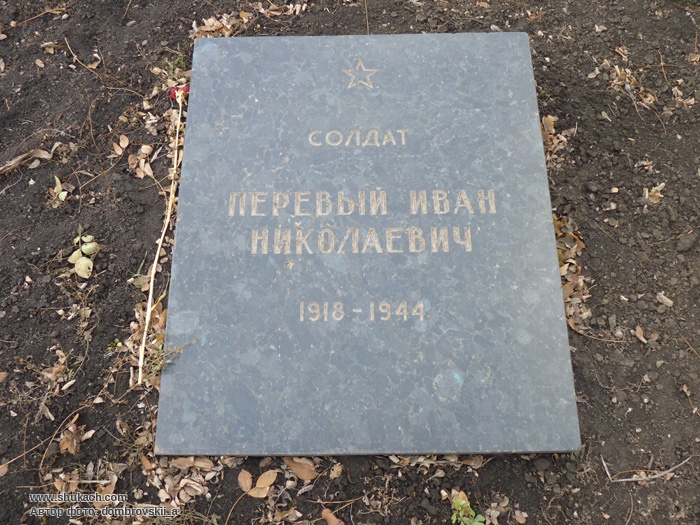 СОЛДАТ
ПЕРЕВЫЙ ИВАН
НИКОЛАЕВИЧ
1918-1944
www.shukach.com
Автор фото: dombrovskii_a